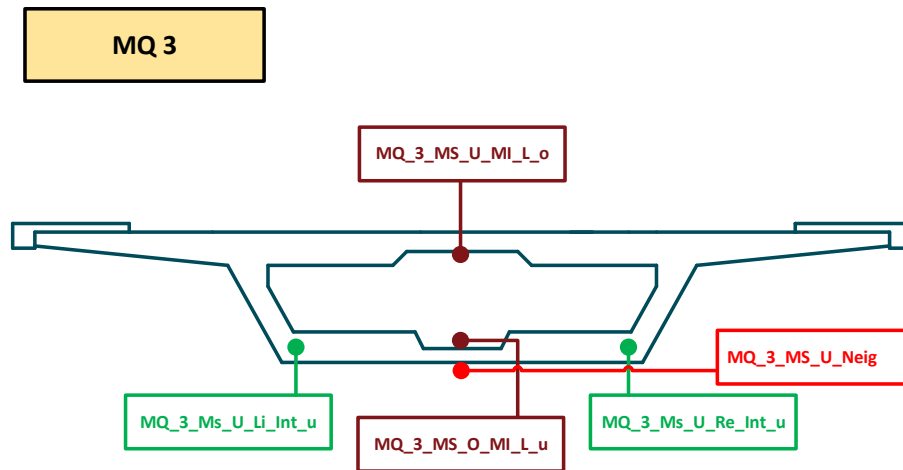 MQ 3
MQ_3_MS_U_MI_L_o
MQ_3_MS_U_Neig
MQ_3_Ms_U_Li_Int_u
MQ_3_Ms_U_Re_Int_u
MQ_3_MS_O_MI_L_u